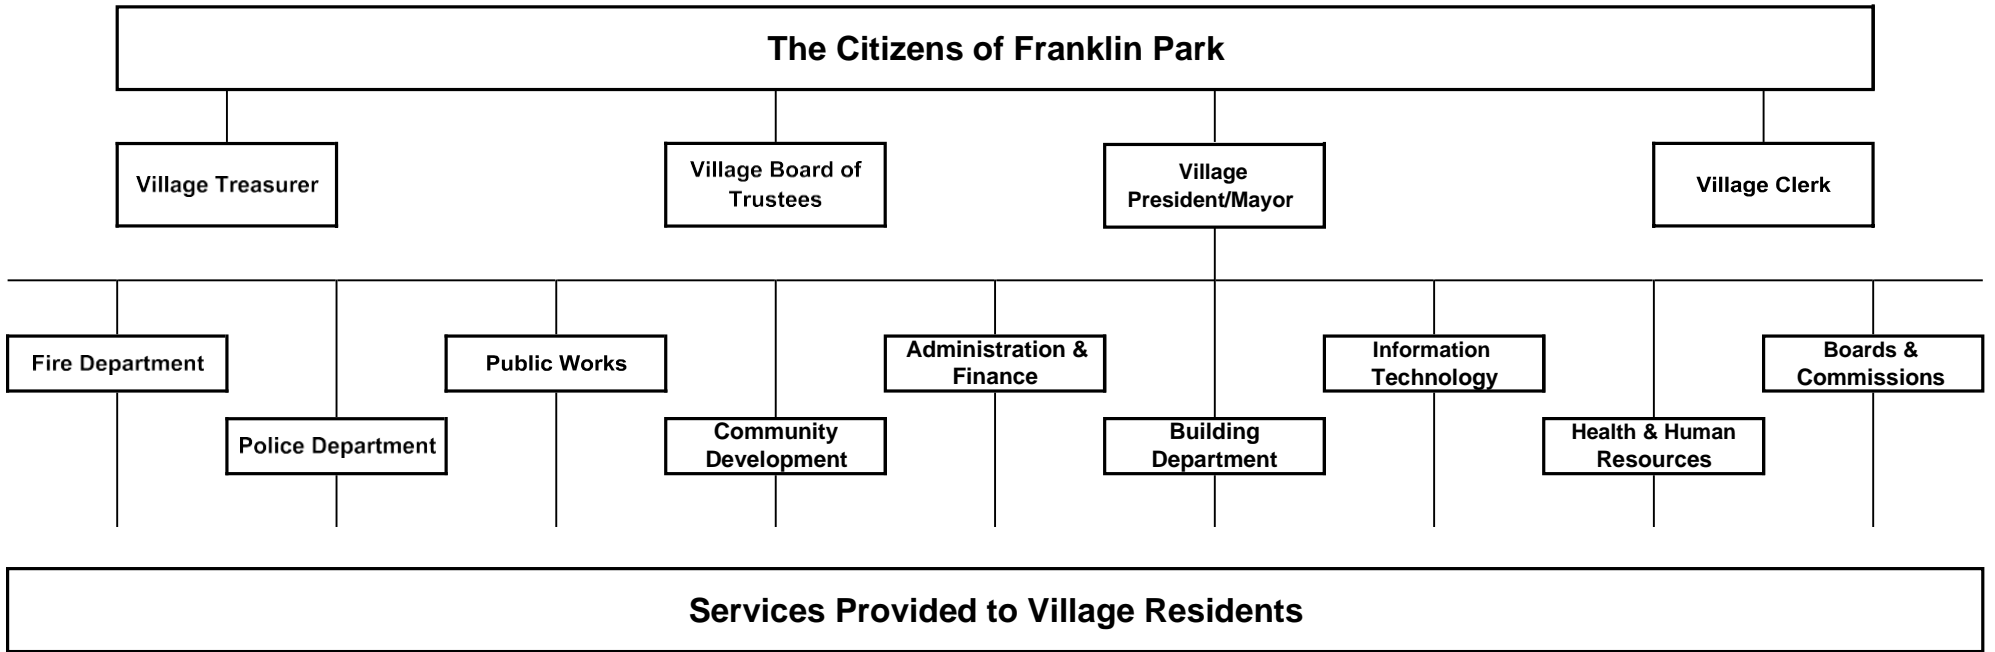 The Citizens of Franklin Park
Village Treasurer
Village Board of
Trustees
Village
President/Mayor
Village Clerk
Fire Department
Public Works
Administration &
Finance
Information
Technology
Boards &
Commissions
Police Department
Community
Development
Building
Department
Health & Human
Resources
Services Provided to Village Residents